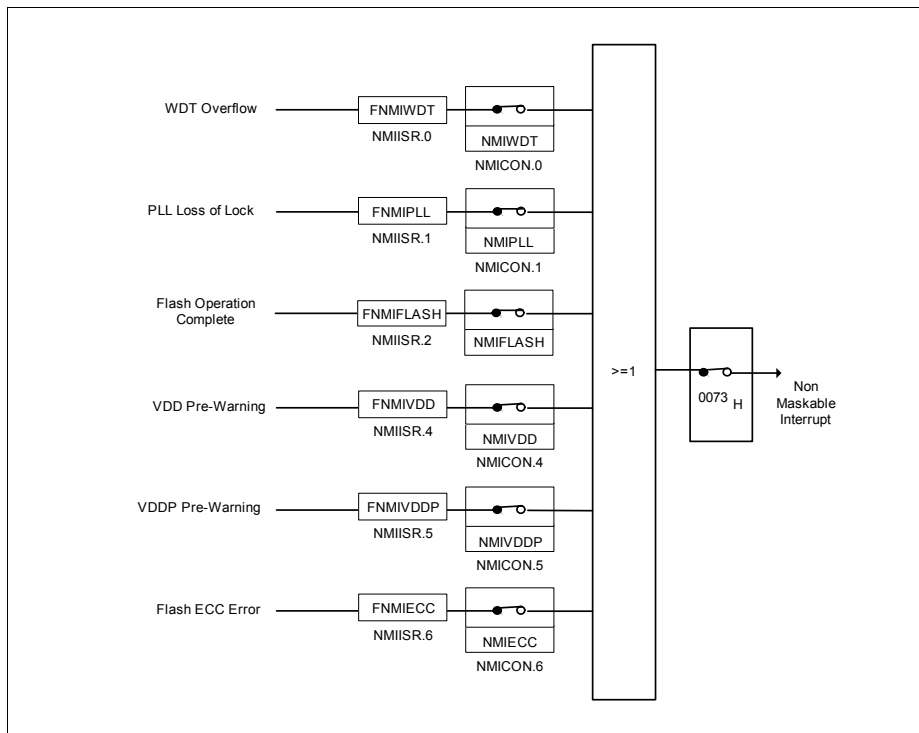 WDT Overflow
FNMIWDT
NMIISR.0
NMIWDT
NMICON.0
PLL Loss of Lock
FNMIPLL
NMIISR.1
NMIPLL
NMICON.1
Flash Operation
Complete
FNMIFLASH
NMIISR.2
NMIFLASH
>=1
0073 H
Non
Maskable
Interrupt
VDD Pre-Warning
FNMIVDD
NMIISR.4
NMIVDD
NMICON.4
VDDP Pre-Warning
FNMIVDDP
NMIISR.5
NMIVDDP
NMICON.5
Flash ECC Error
FNMIECC
NMIISR.6
NMIECC
NMICON.6